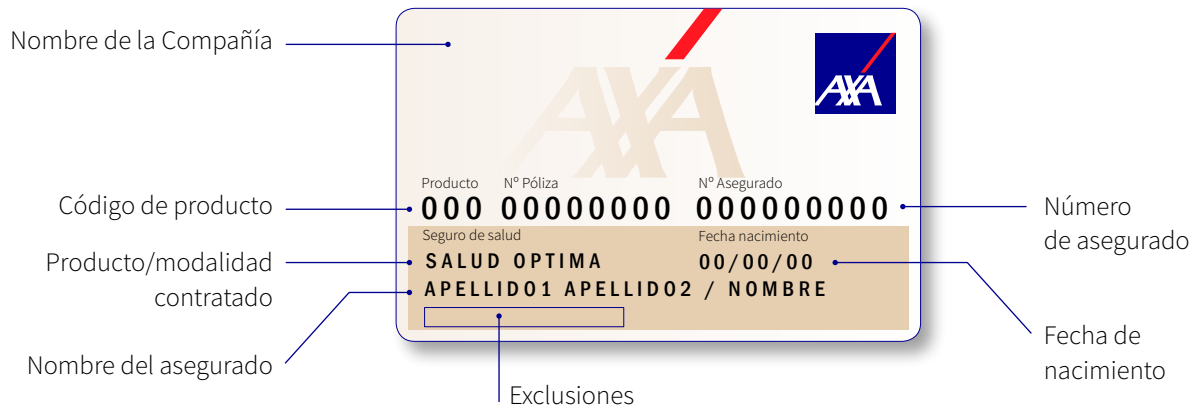 Nombre de la Compañía
AXA
AXA
Producto Nº Póliza Nº Asegurado
Código de producto 000 00000000 000000000 Número
de asegurado
Seguro de salud Fecha nacimiento
Producto/modalidad
contratado
SALUD OPTIMA 00/00/00
APELLIDO1 APELLIDO2 / NOMBRE
Nombre del asegurado
Fecha de
nacimiento
Exclusiones